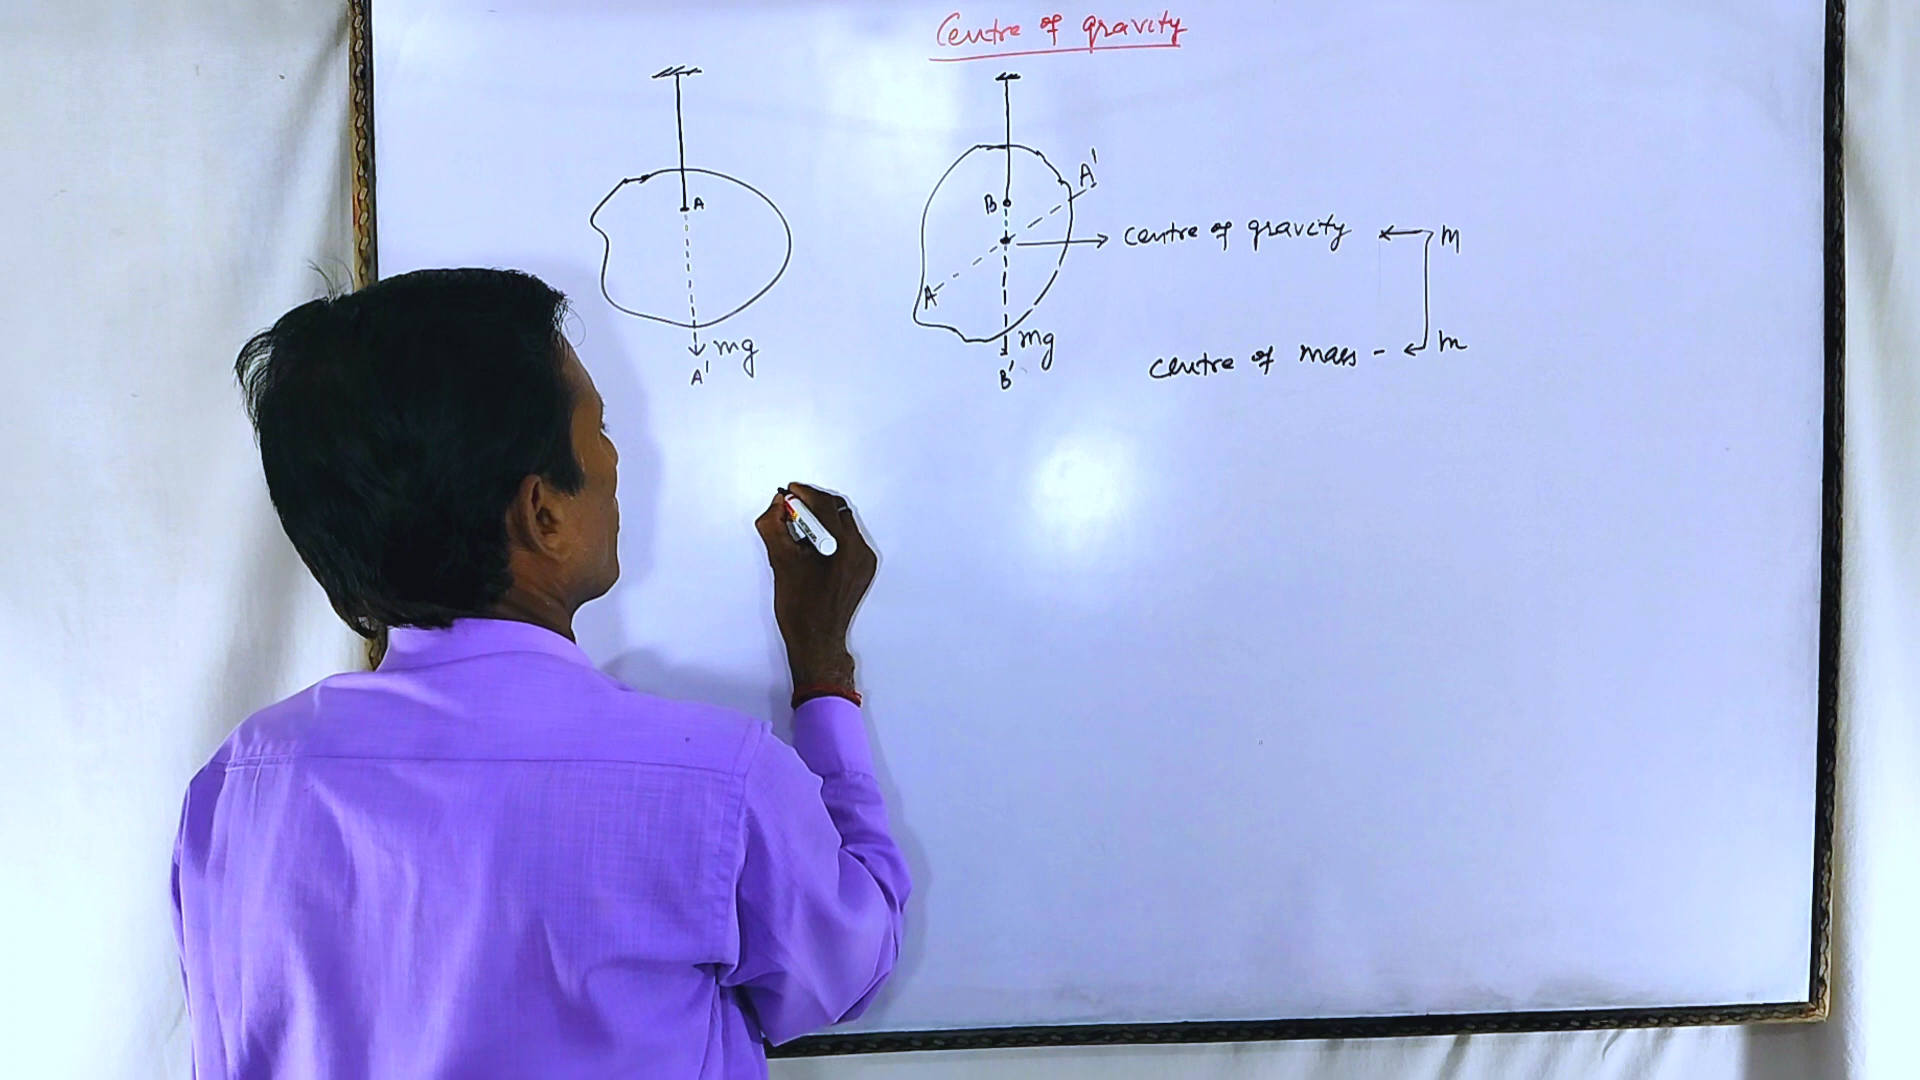 Centre of gravity
A
mg
A'
A'
B
A
mg
B'
centre of gravity ← m
centre of mass - ← m